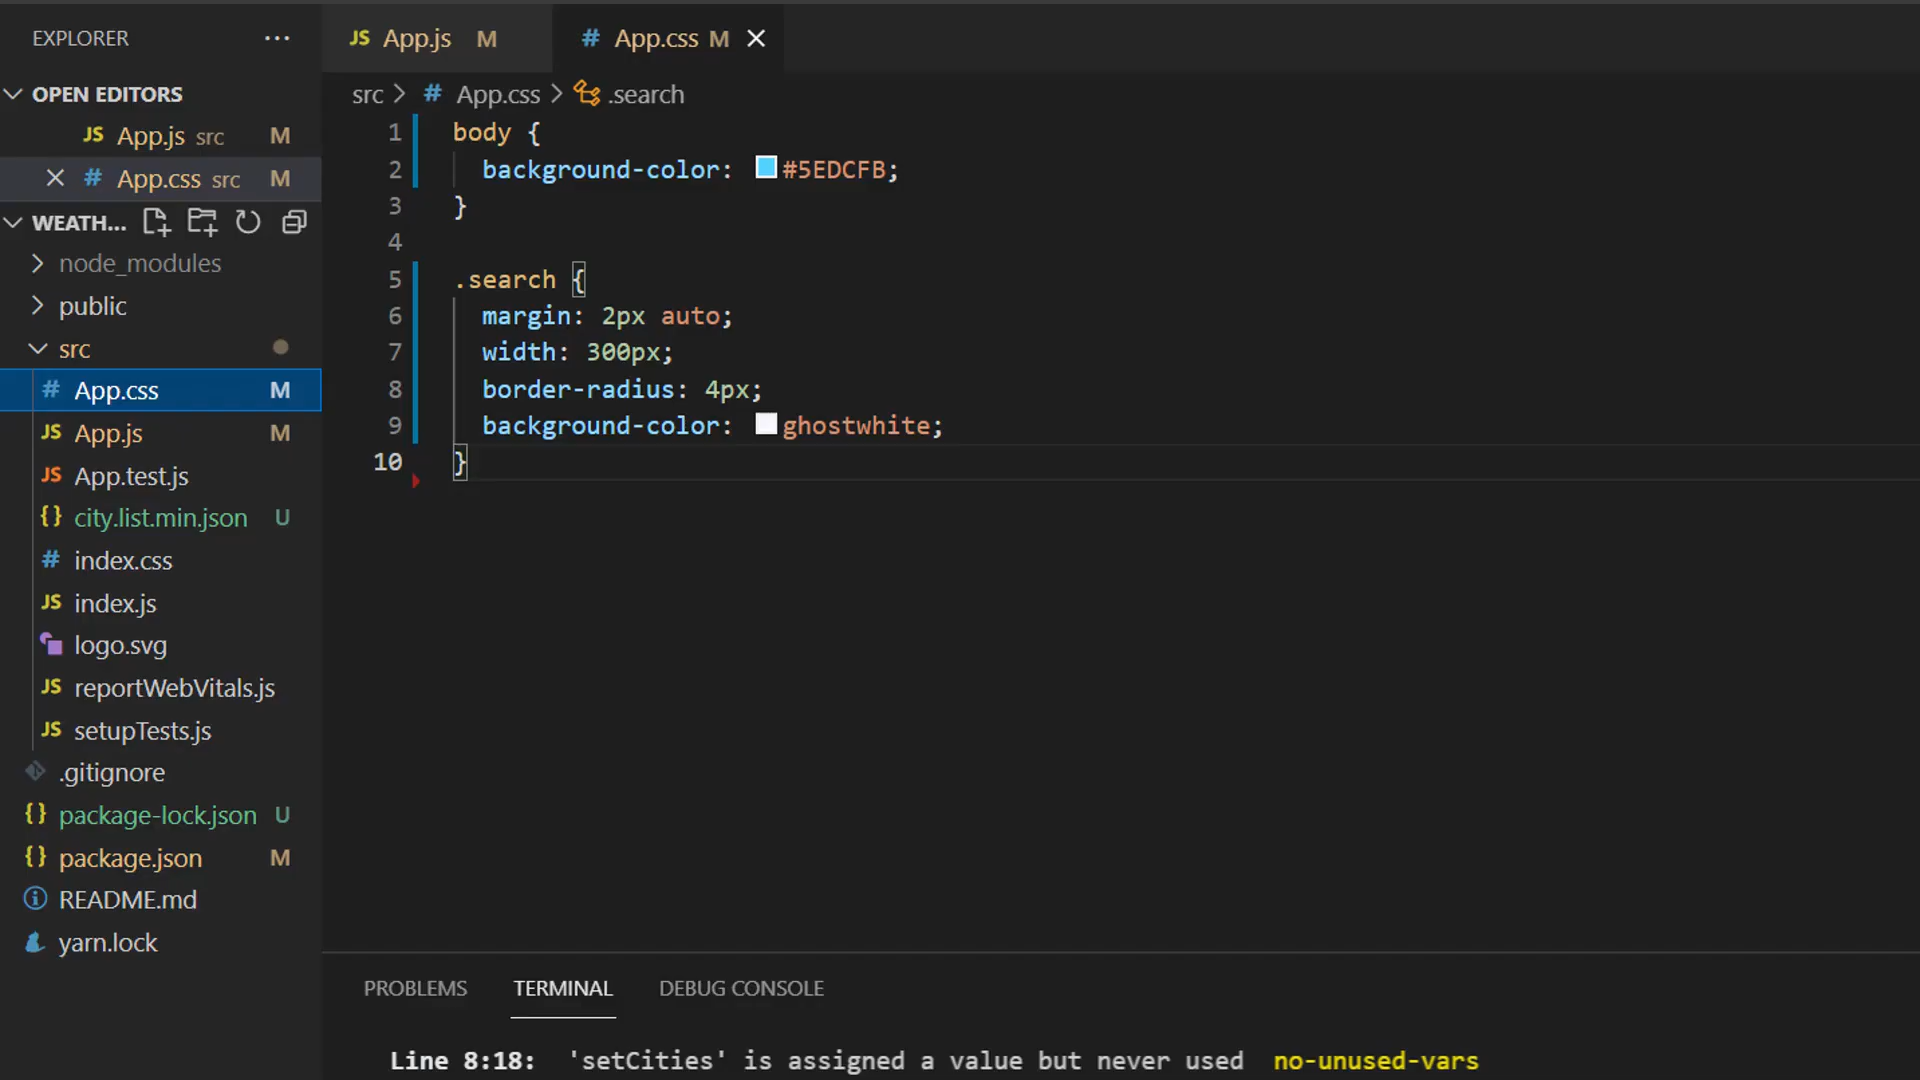 EXPLORER ···
OPEN EDITORS
JS App.js src M
# App.css src M
WEATH...
node_modules
public
src
# App.css M
JS App.js M
JS App.test.js
{} city.list.min.json U
# index.css
JS index.js
logo.svg
JS reportWebVitals.js
JS setupTests.js
.gitignore
{} package-lock.json U
{} package.json M
README.md
yarn.lock
JS App.js M
# App.css M
src > # App.css > .search
1 body {
2 background-color: #5EDCFB;
3 }
4
5 .search {
6 margin: 2px auto;
7 width: 300px;
8 border-radius: 4px;
9 background-color: ghostwhite;
10 }
PROBLEMS TERMINAL DEBUG CONSOLE
Line 8:18: 'setCities' is assigned a value but never used no-unused-vars